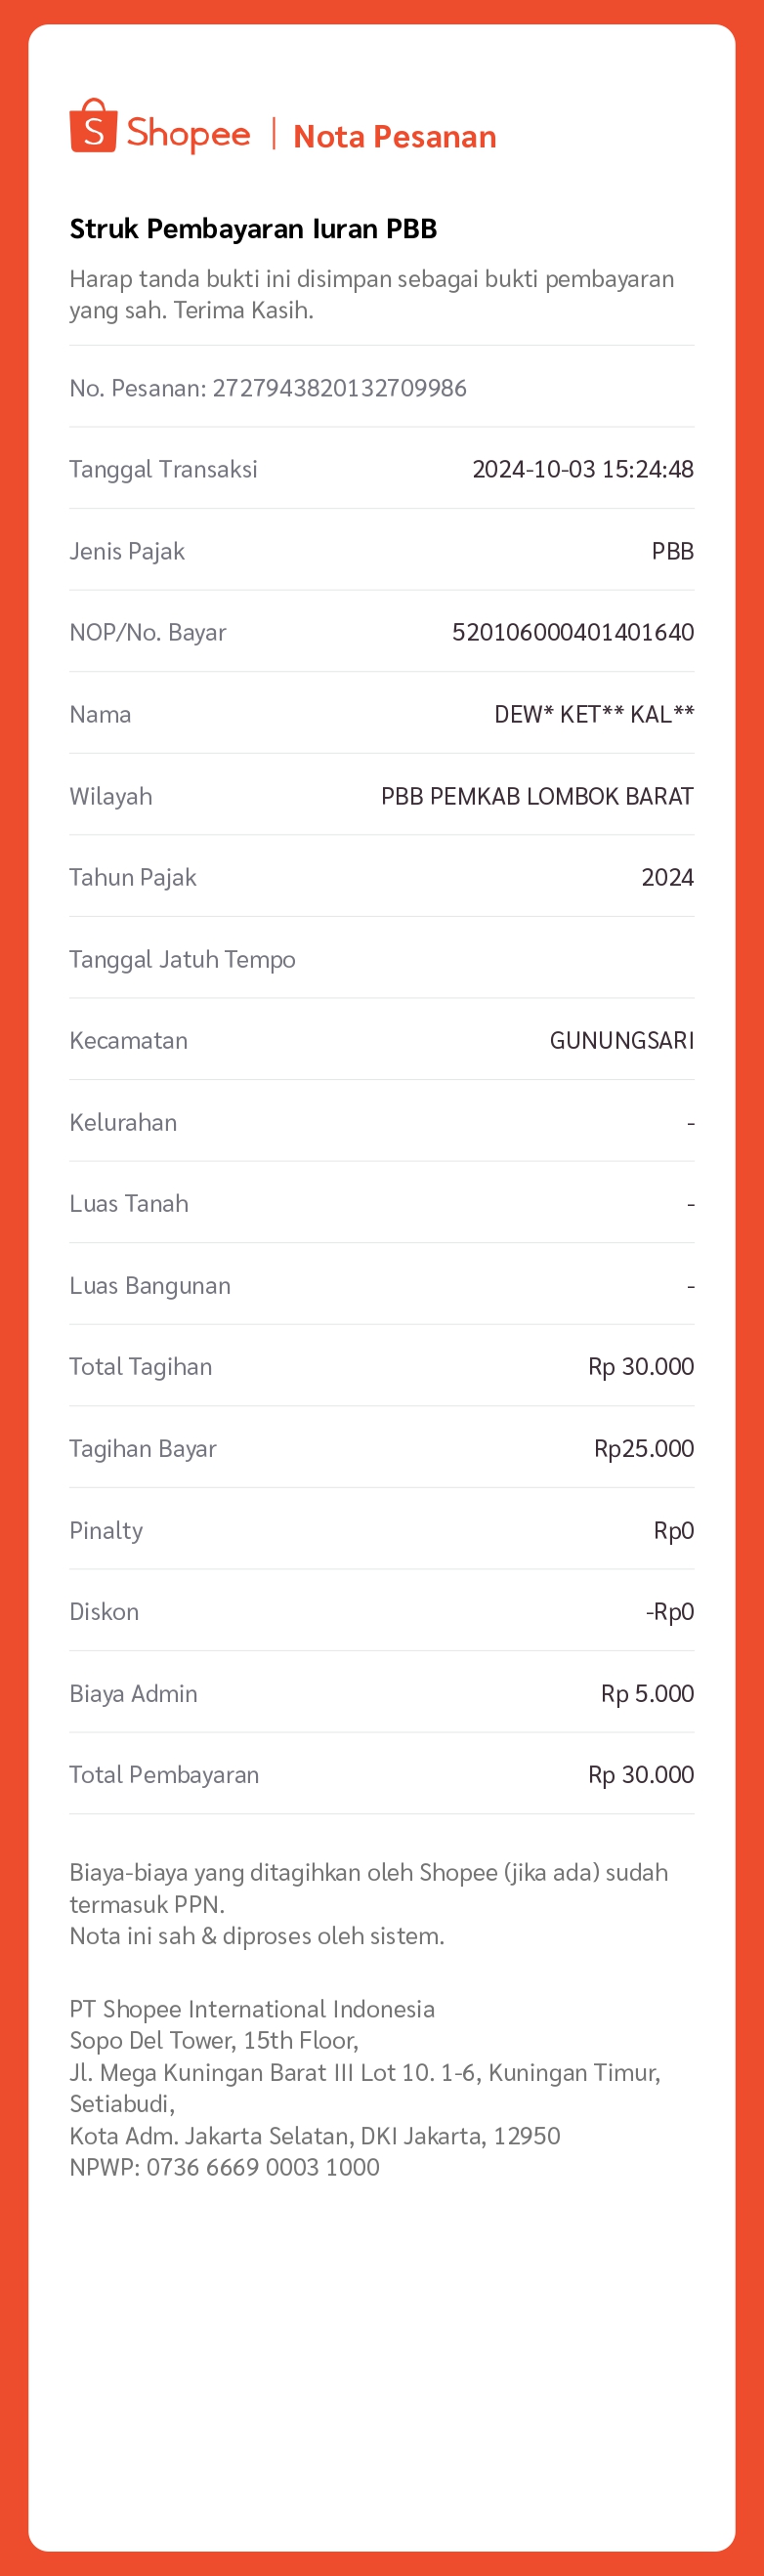 Shopee | Nota Pesanan
Struk Pembayaran Iuran PBB
Harap tanda bukti ini disimpan sebagai bukti pembayaran
yang sah. Terima Kasih.
No. Pesanan: 2727943820132709986
Tanggal Transaksi 2024-10-03 15:24:48
Jenis Pajak PBB
NOP/No. Bayar 520106000401401640
Nama DEW* KET** KAL**
Wilayah PBB PEMKAB LOMBOK BARAT
Tahun Pajak 2024
Tanggal Jatuh Tempo
Kecamatan GUNUNGSARI
Kelurahan -
Luas Tanah -
Luas Bangunan -
Total Tagihan Rp 30.000
Tagihan Bayar Rp25.000
Pinalty Rp0
Diskon -Rp0
Biaya Admin Rp 5.000
Total Pembayaran Rp 30.000
Biaya-biaya yang ditagihkan oleh Shopee (jika ada) sudah
termasuk PPN.
Nota ini sah & diproses oleh sistem.
PT Shopee International Indonesia
Sopo Del Tower, 15th Floor,
Jl. Mega Kuningan Barat III Lot 10. 1-6, Kuningan Timur,
Setiabudi,
Kota Adm. Jakarta Selatan, DKI Jakarta, 12950
NPWP: 0736 6669 0003 1000